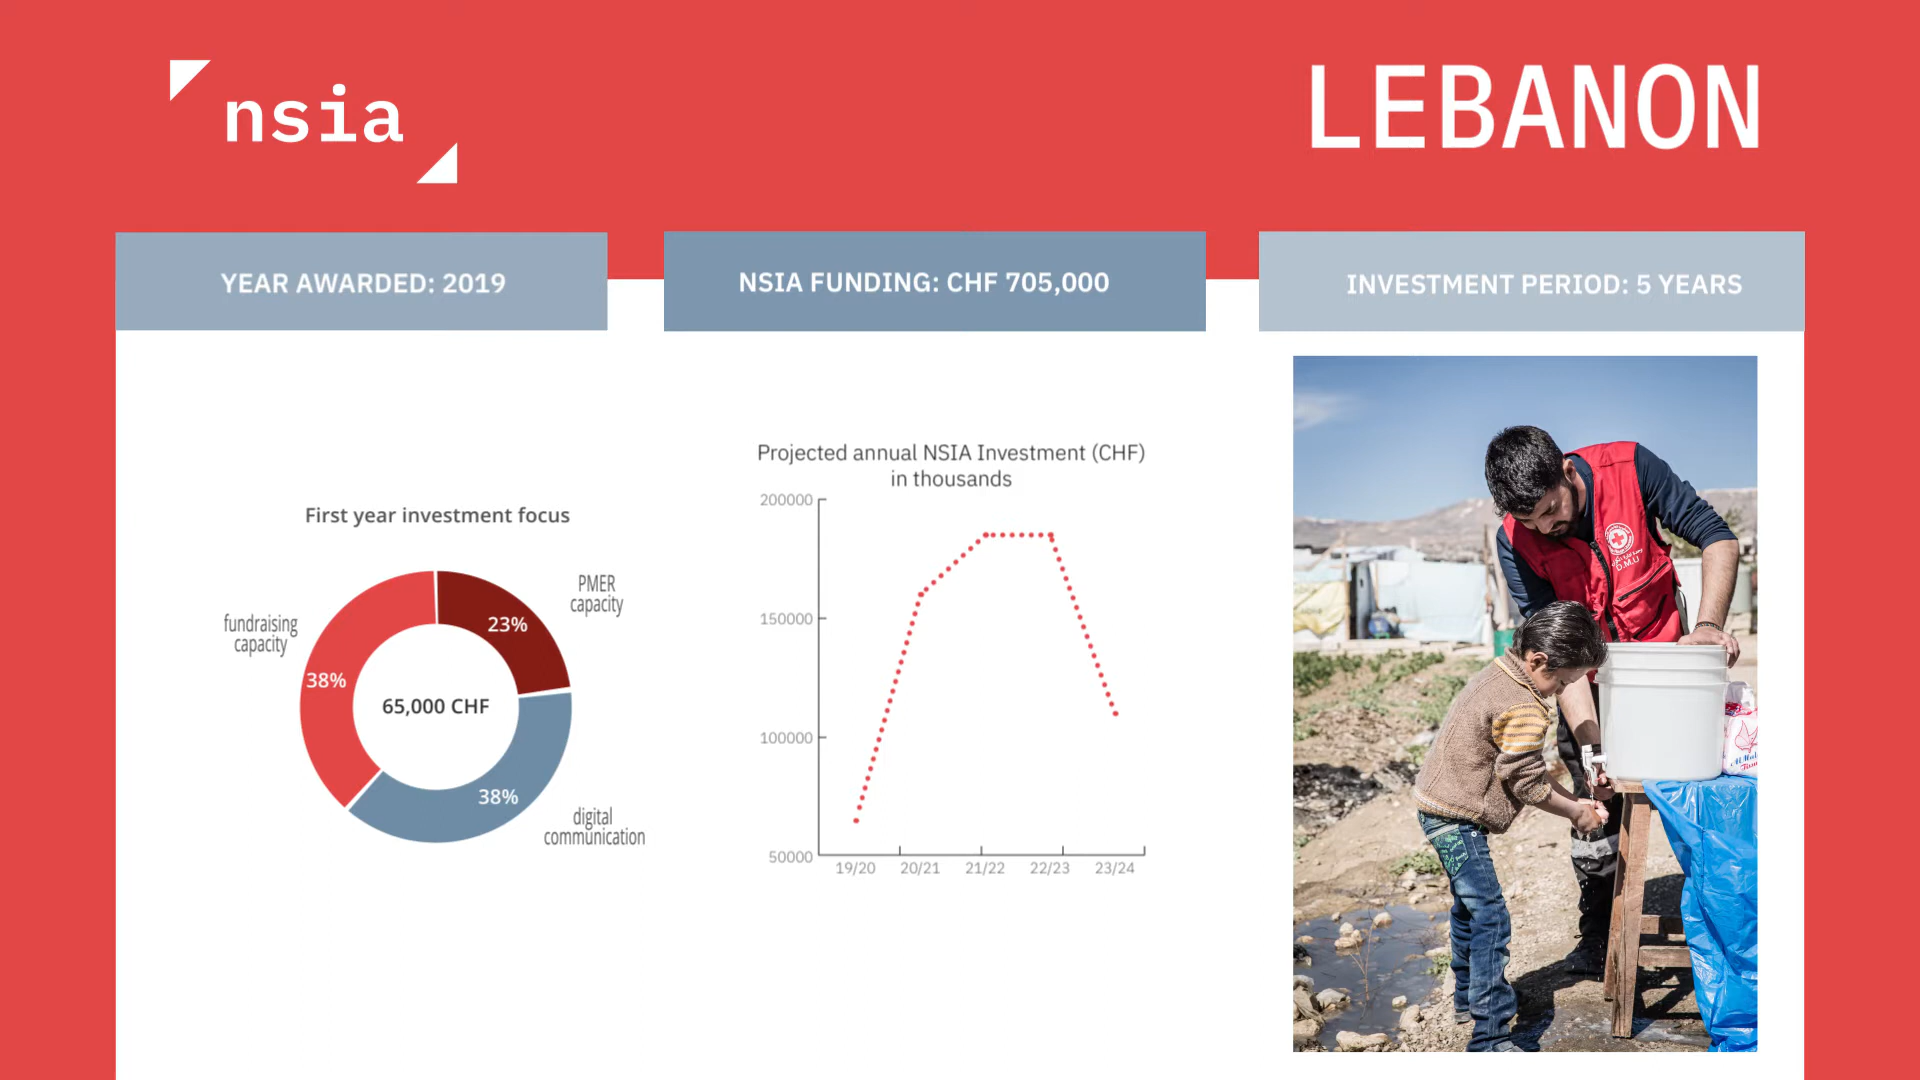 nsia
LEBANON
YEAR AWARDED: 2019
NSIA FUNDING: CHF 705,000
INVESTMENT PERIOD: 5 YEARS
First year investment focus
PMER
capacity
23%
fundraising
capacity
38%
65,000 CHF
38%
digital
communication
Projected annual NSIA Investment (CHF)
in thousands
200000
150000
100000
50000
19/20 20/21 21/22 22/23 23/24
D.M.U